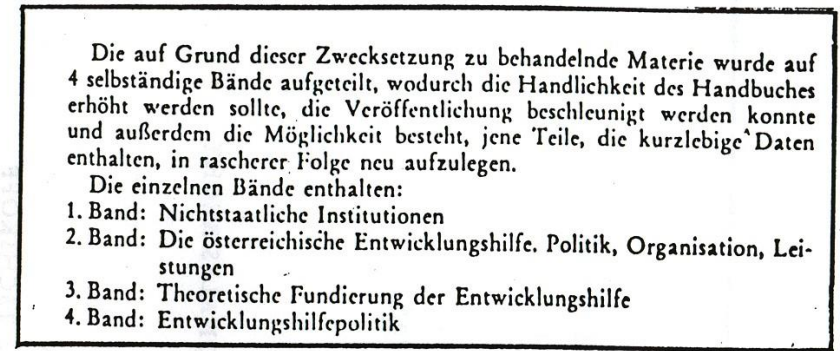 Die auf Grund dieser Zwecksetzung zu behandelnde Materie wurde auf
4 selbständige Bände aufgeteilt, wodurch die Handlichkeit des Handbuches
erhöht werden sollte, die Veröffentlichung beschleunigt werden konnte
und außerdem die Möglichkeit besteht, jene Teile, die kurzlebige Daten
enthalten, in rascherer Folge neu aufzulegen.
Die einzelnen Bände enthalten:
1. Band: Nichtstaatliche Institutionen
2. Band: Die österreichische Entwicklungshilfe. Politik, Organisation, Lei-
stungen
3. Band: Theoretische Fundierung der Entwicklungshilfe
4. Band: Entwicklungshilfepolitik